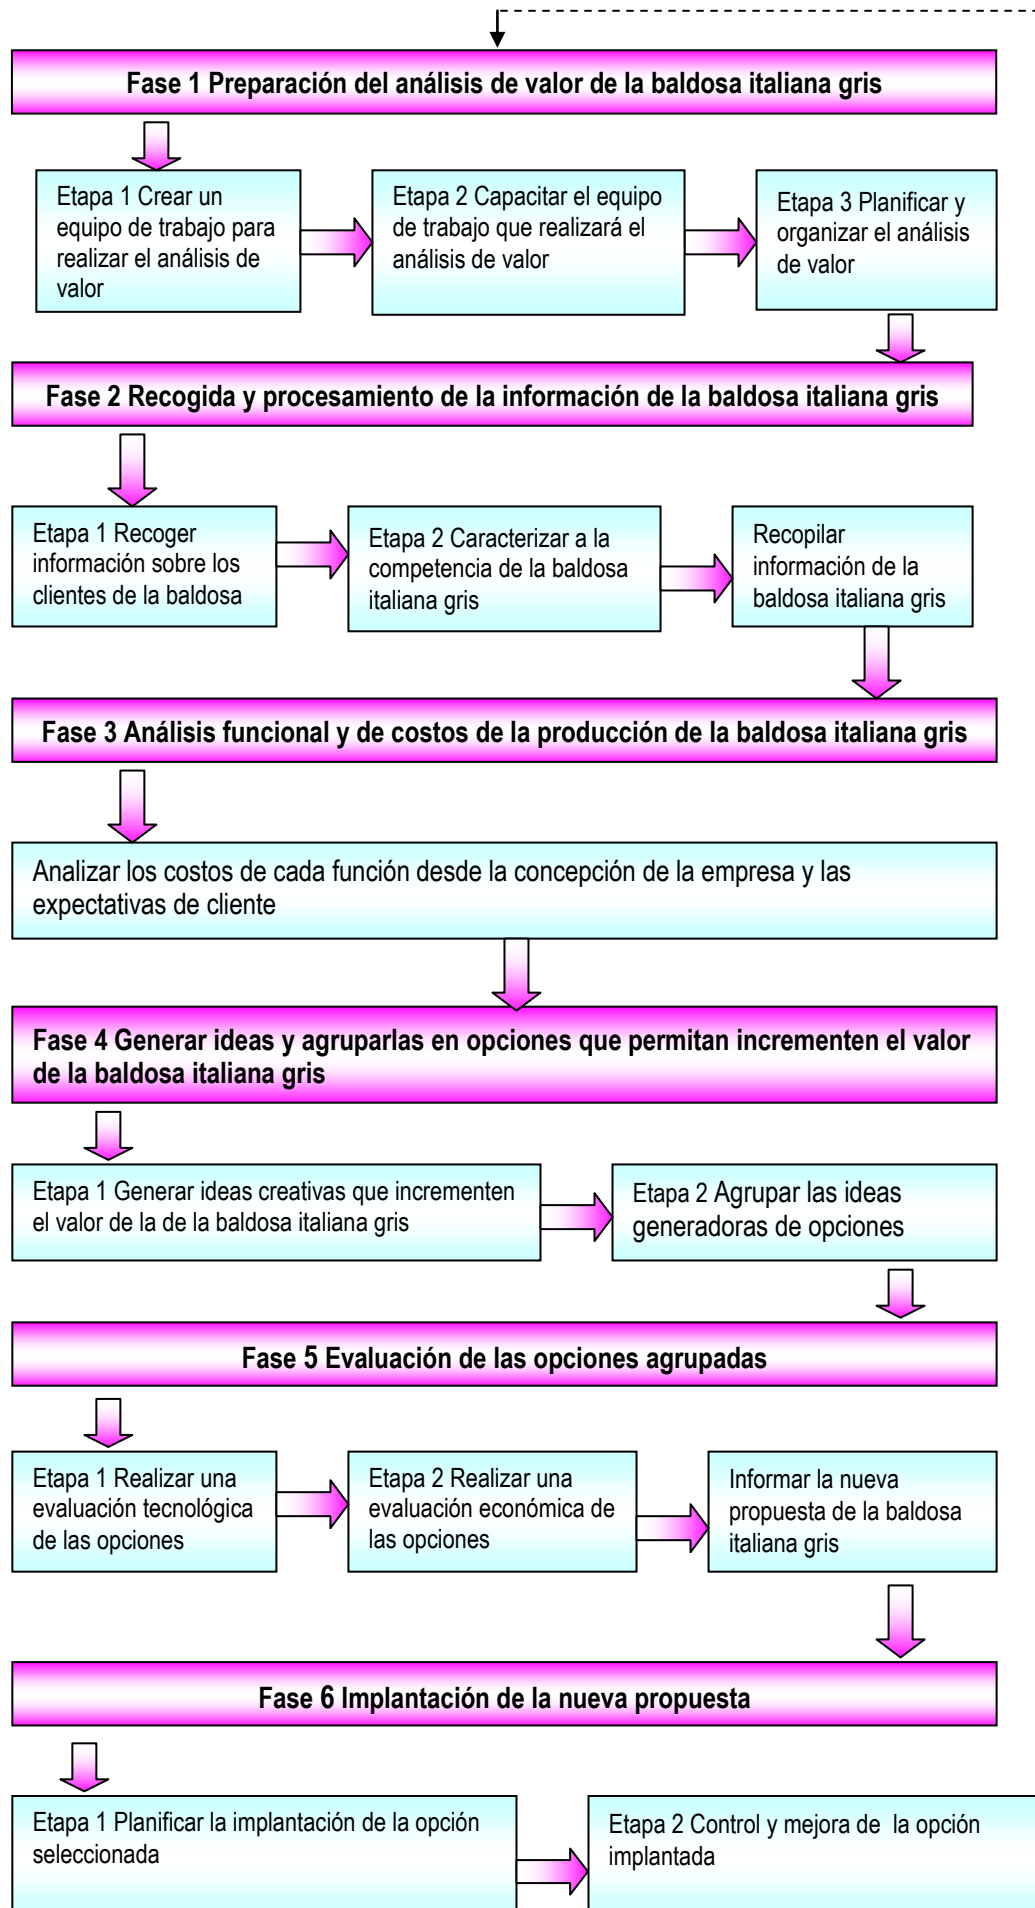 Fase 1 Preparación del análisis de valor de la baldosa italiana gris
Etapa 1 Crear un
equipo de trabajo para
realizar el análisis de
valor
Etapa 2 Capacitar el equipo
de trabajo que realizará el
análisis de valor
Etapa 3 Planificar y
organizar el análisis
de valor
Fase 2 Recogida y procesamiento de la información de la baldosa italiana gris
Etapa 1 Recoger
información sobre los
clientes de la baldosa
Etapa 2 Caracterizar a la
competencia de la baldosa
italiana gris
Recopilar
información de la
baldosa italiana gris
Fase 3 Análisis funcional y de costos de la producción de la baldosa italiana gris
Analizar los costos de cada función desde la concepción de la empresa y las
expectativas de cliente
Fase 4 Generar ideas y agruparlas en opciones que permitan incrementen el valor
de la baldosa italiana gris
Etapa 1 Generar ideas creativas que incrementen
el valor de la de la baldosa italiana gris
Etapa 2 Agrupar las ideas
generadoras de opciones
Fase 5 Evaluación de las opciones agrupadas
Etapa 1 Realizar una
evaluación tecnológica
de las opciones
Etapa 2 Realizar una
evaluación económica de
las opciones
Informar la nueva
propuesta de la baldosa
italiana gris
Fase 6 Implantación de la nueva propuesta
Etapa 1 Planificar la implantación de la opción
seleccionada
Etapa 2 Control y mejora de  la opción
implantada